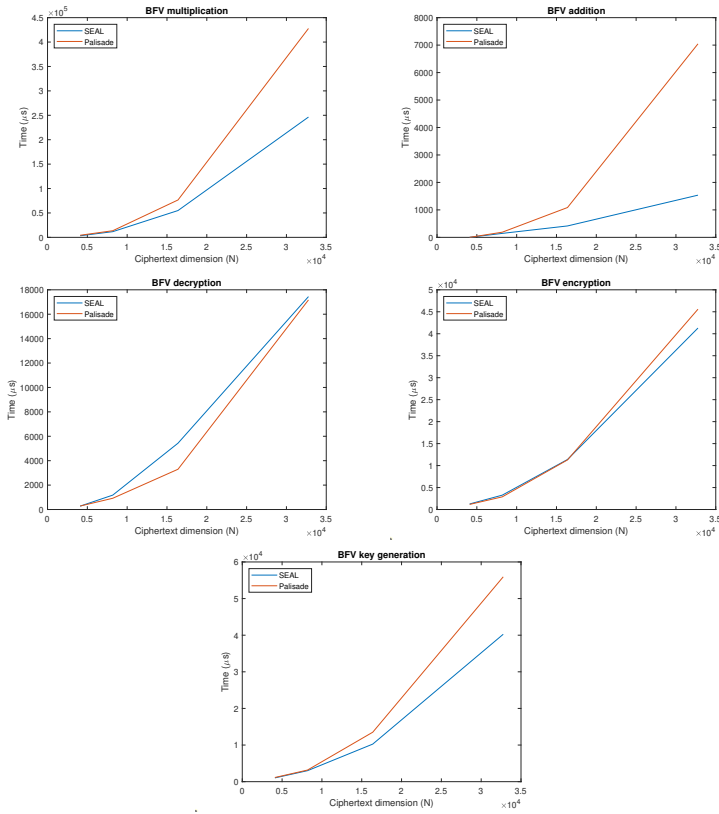 BFV multiplication
×10^5
SEAL
Palisade
Time (μs)
4.5
4
3.5
3
2.5
2
1.5
1
0.5
0
0 0.5 1 1.5 2 2.5 3 3.5
Ciphertext dimension (N)
×10^4
BFV addition
SEAL
Palisade
Time (μs)
8000
7000
6000
5000
4000
3000
2000
1000
0
0 0.5 1 1.5 2 2.5 3 3.5
Ciphertext dimension (N)
×10^4
BFV decryption
SEAL
Palisade
Time (μs)
18000
16000
14000
12000
10000
8000
6000
4000
2000
0
0 0.5 1 1.5 2 2.5 3 3.5
Ciphertext dimension (N)
×10^4
BFV encryption
×10^4
SEAL
Palisade
Time (μs)
5
4.5
4
3.5
3
2.5
2
1.5
1
0.5
0
0 0.5 1 1.5 2 2.5 3 3.5
Ciphertext dimension (N)
×10^4
BFV key generation
×10^4
SEAL
Palisade
Time (μs)
6
5
4
3
2
1
0
0 0.5 1 1.5 2 2.5 3 3.5
Ciphertext dimension (N)
×10^4